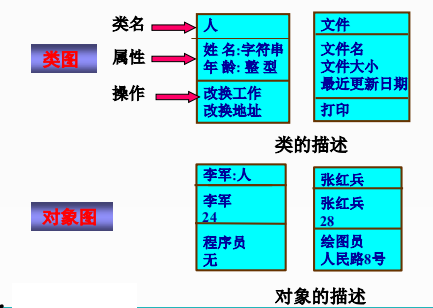 类名
人
文件
类图
属性
姓 名:字符串
年 龄: 整 型
文件名
文件大小
最近更新日期
操作
改换工作
改换地址
打印
类的描述
李军:人
张红兵
对象图
李军
24
张红兵
28
程序员
无
绘图员
人民路8号
对象的描述